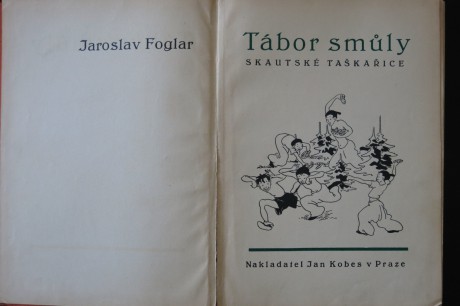 Jaroslav Foglar
Tábor smůly
SKAUTSKÉ TAŠKAŘICE
Nakladatel Jan Kobes v Praze